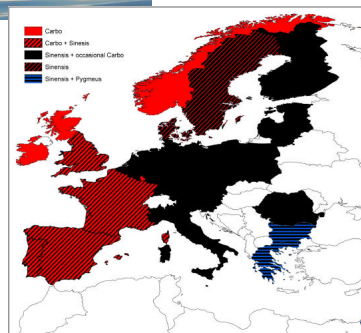 Carbo
Carbo + Sinesis
Sinensis + occasional Carbo
Sinensis
Sinensis + Pygmeus